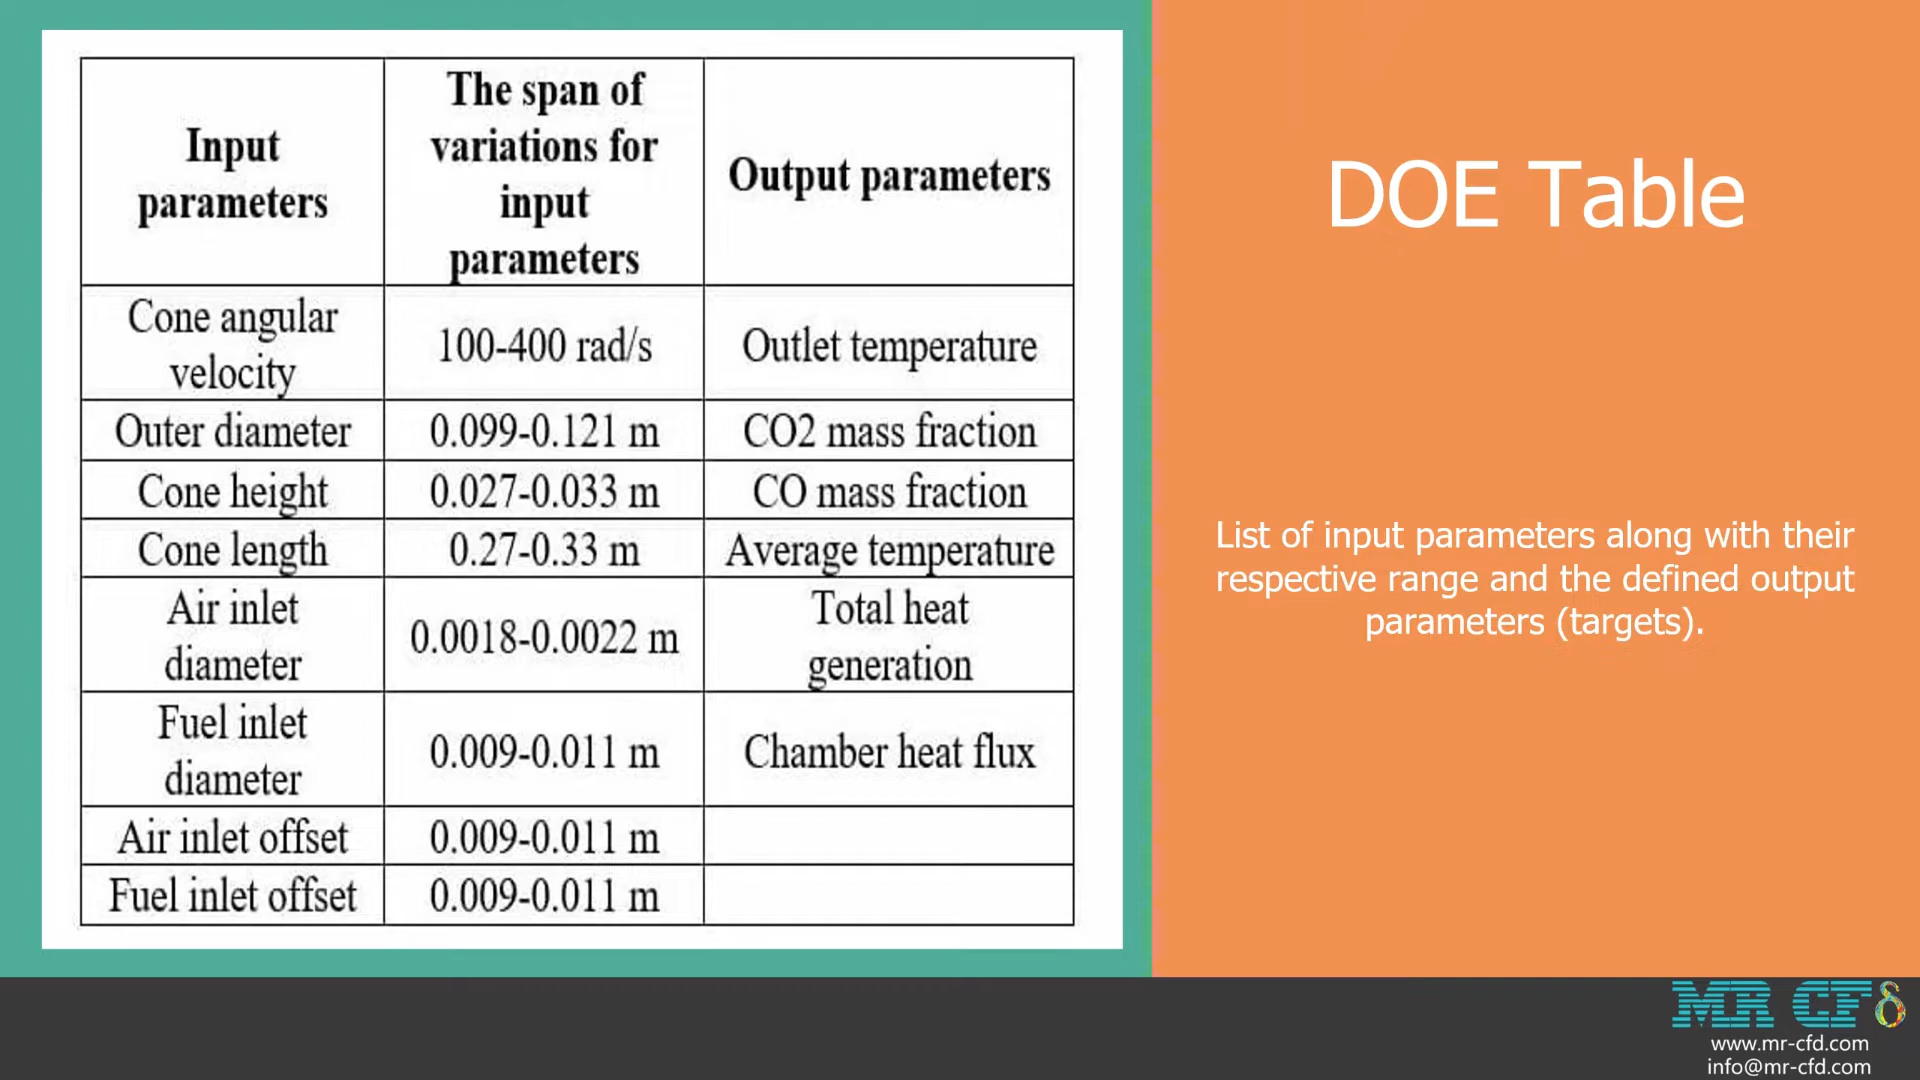 Input
parameters
The span of
variations for
input
parameters
Output parameters
Cone angular
velocity
100-400 rad/s
Outlet temperature
Outer diameter
0.099-0.121 m
CO2 mass fraction
Cone height
0.027-0.033 m
CO mass fraction
Cone length
0.27-0.33 m
Average temperature
Air inlet
diameter
0.0018-0.0022 m
Total heat
generation
Fuel inlet
diameter
0.009-0.011 m
Chamber heat flux
Air inlet offset
0.009-0.011 m
Fuel inlet offset
0.009-0.011 m
DOE Table
List of input parameters along with their
respective range and the defined output
parameters (targets).
MR CFδ
www.mr-cfd.com
info@mr-cfd.com